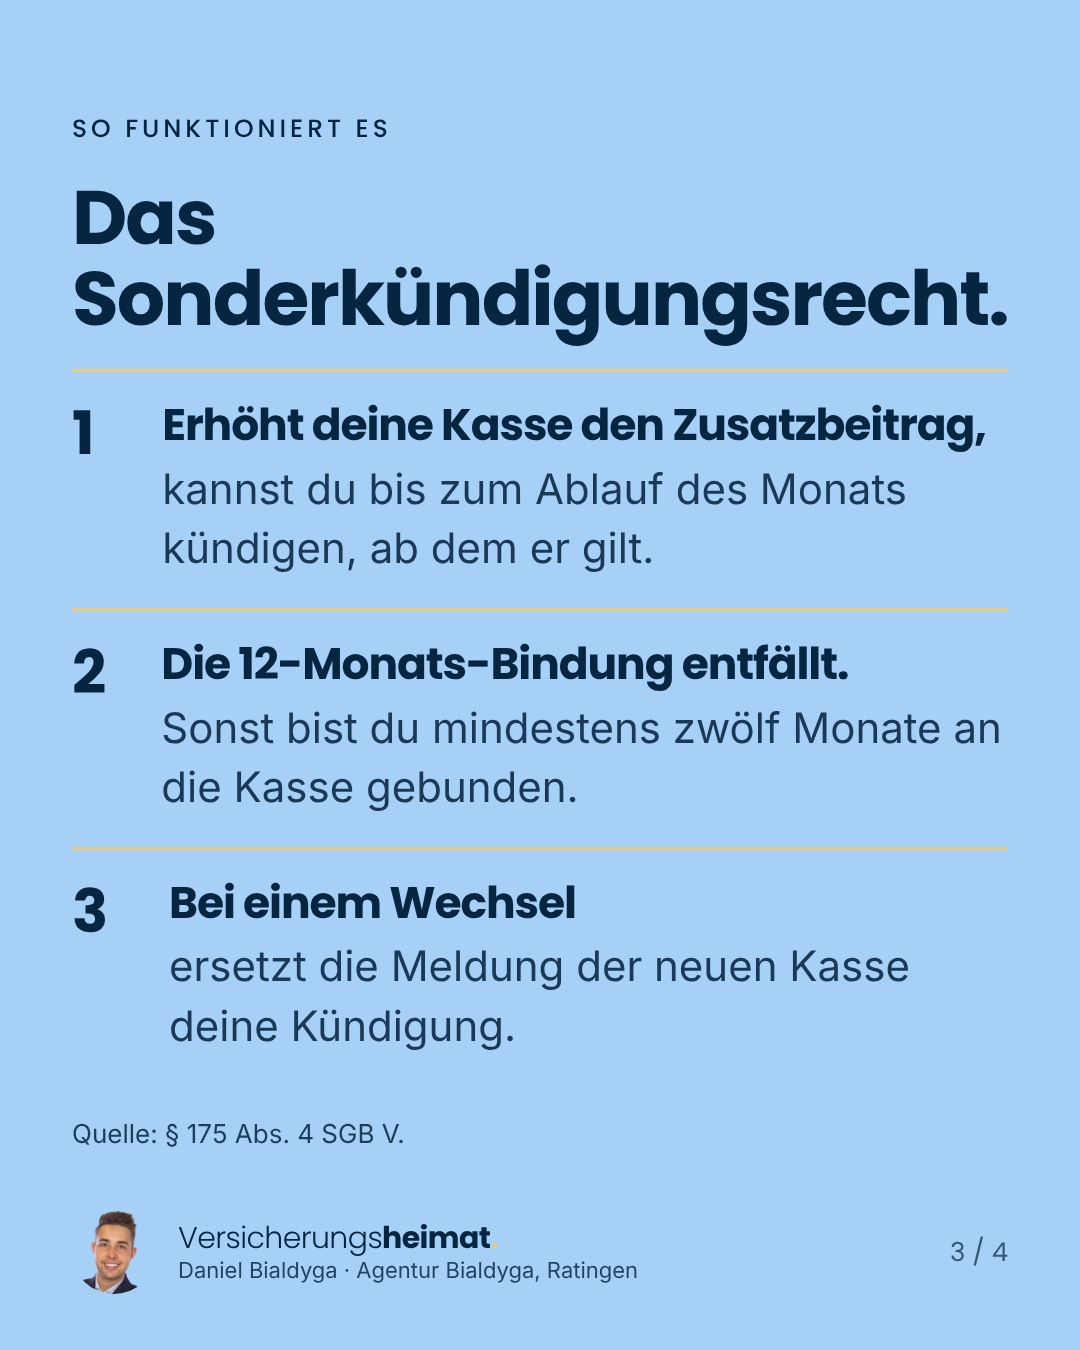 SO FUNKTIONIERT ES
Das
Sonderkündigungsrecht.
1 Erhöht deine Kasse den Zusatzbeitrag,
kannst du bis zum Ablauf des Monats
kündigen, ab dem er gilt.
2 Die 12-Monats-Bindung entfällt.
Sonst bist du mindestens zwölf Monate an
die Kasse gebunden.
3 Bei einem Wechsel
ersetzt die Meldung der neuen Kasse
deine Kündigung.
Quelle: § 175 Abs. 4 SGB V.
Versicherungsheimat.
Daniel Bialdyga · Agentur Bialdyga, Ratingen
3 / 4